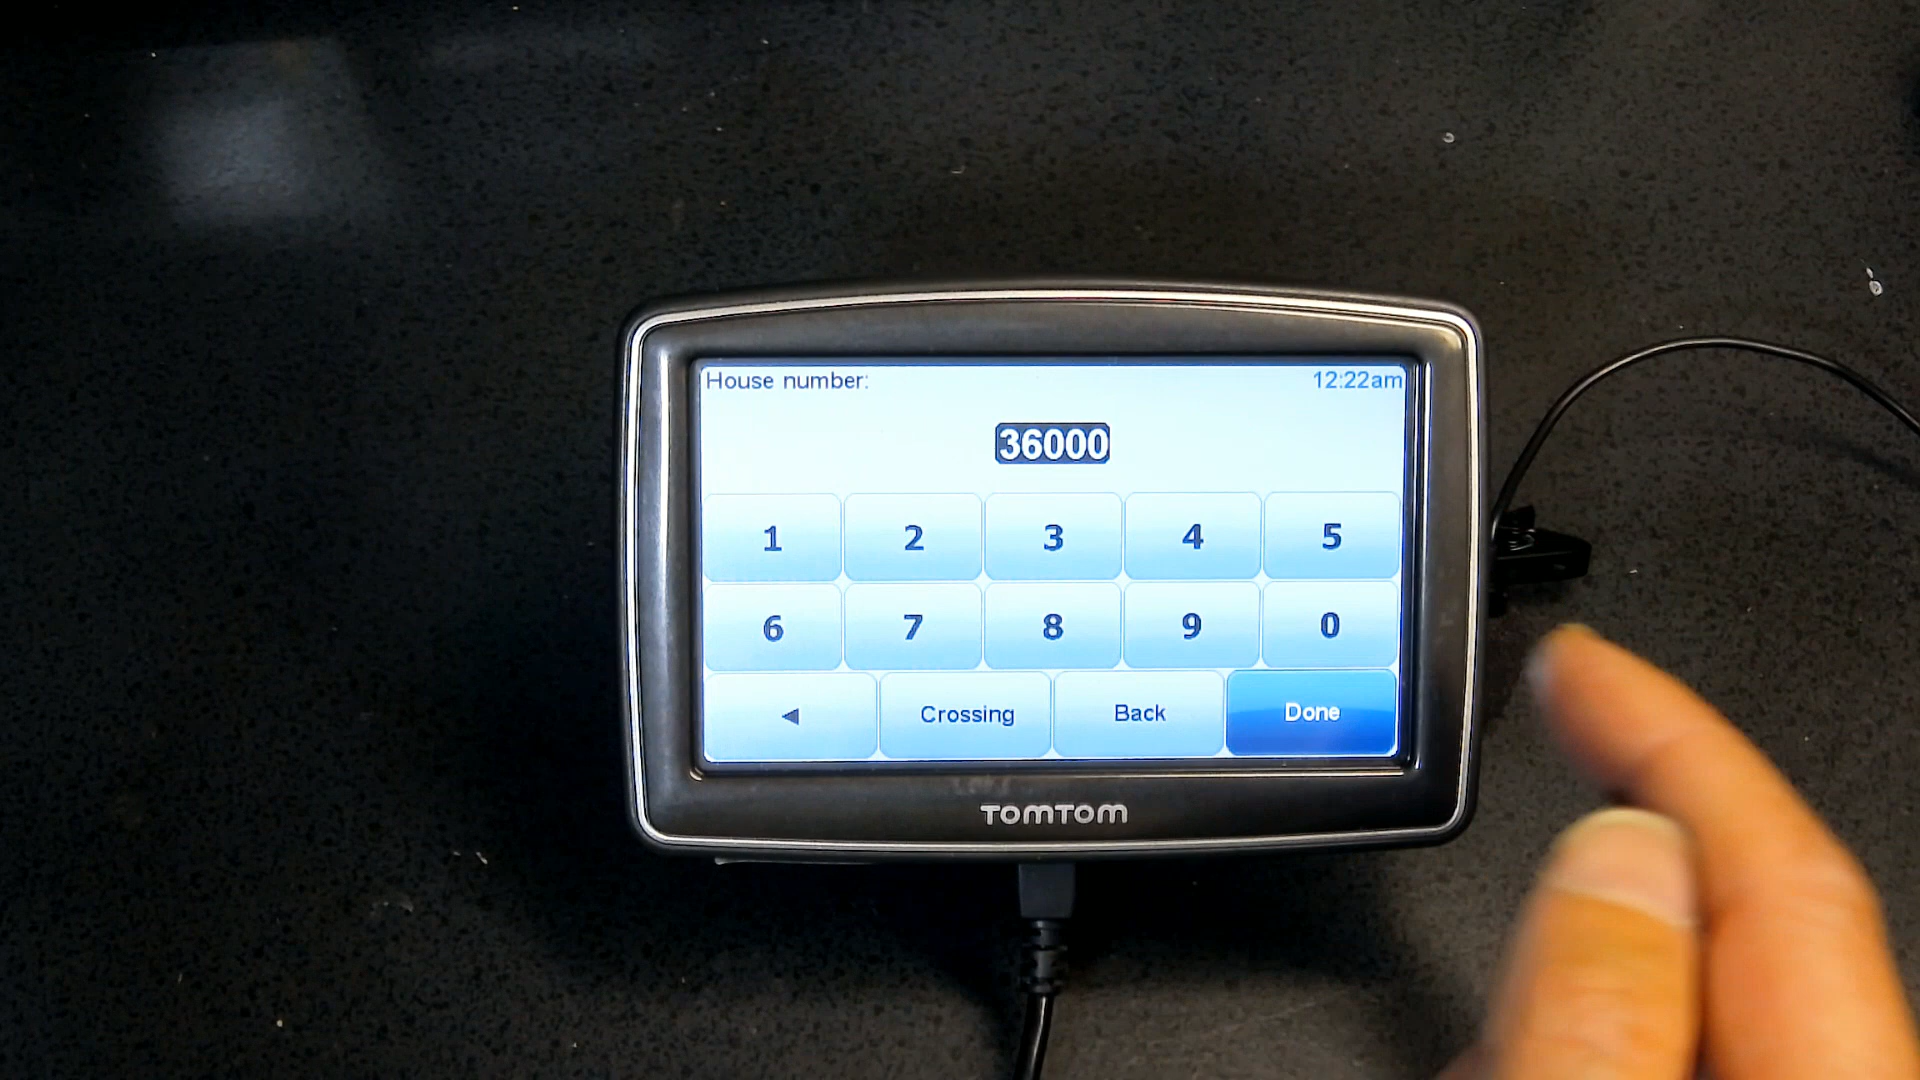 House number: 12:22am
36000
1 2 3 4 5
6 7 8 9 0
◄ Crossing Back Done
TOMTOM